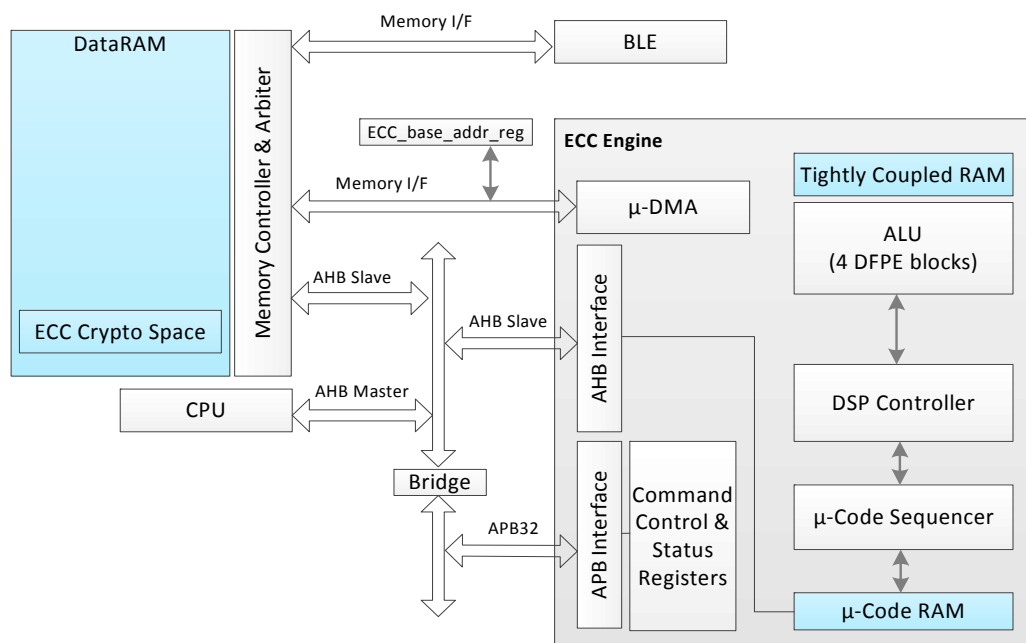 DataRAM
Memory Controller & Arbiter
ECC Crypto Space
CPU
Memory I/F
BLE
ECC_base_addr_reg
Memory I/F
AHB Slave
AHB Slave
AHB Master
Bridge
APB32
ECC Engine
μ-DMA
AHB Interface
APB Interface
Command
Control &
Status
Registers
Tightly Coupled RAM
ALU
(4 DFPE blocks)
DSP Controller
μ-Code Sequencer
μ-Code RAM